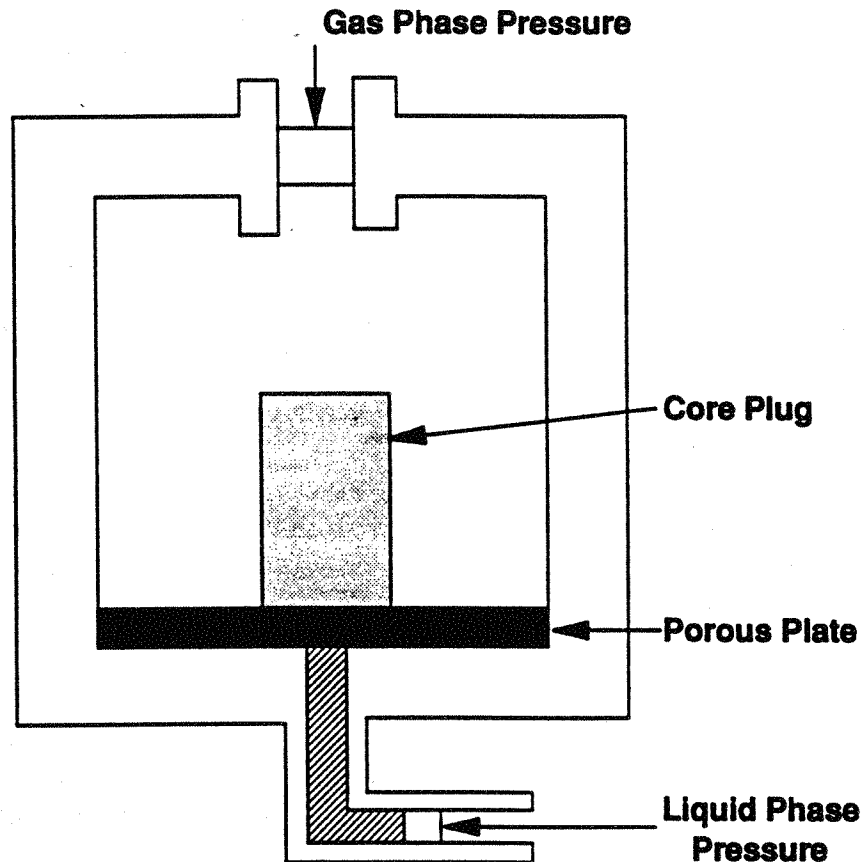 Gas Phase Pressure
Core Plug
Porous Plate
Liquid Phase
Pressure